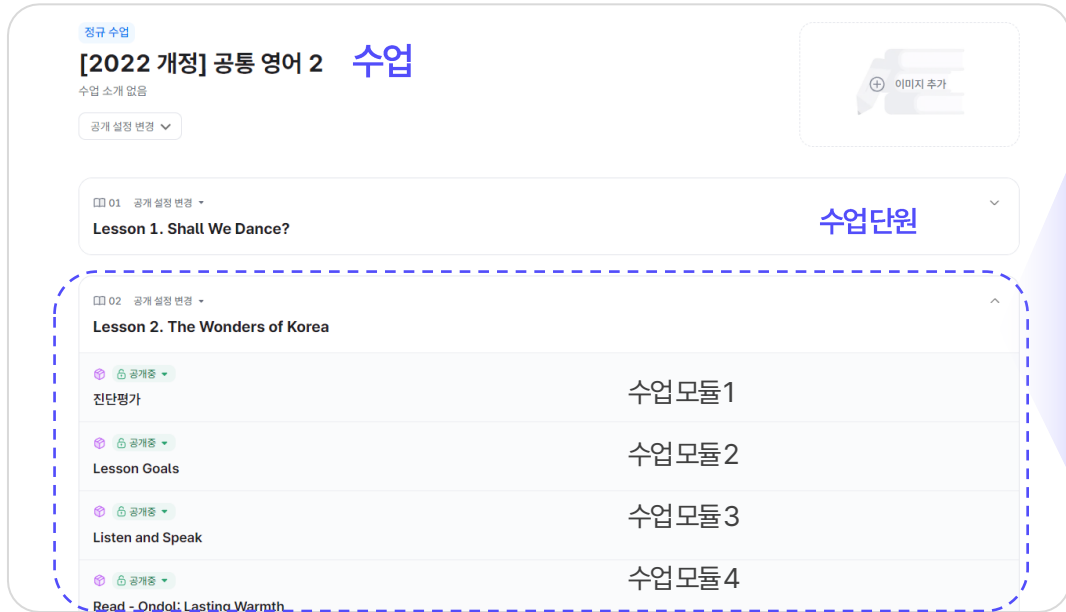 정규 수업
[2022 개정] 공통 영어 2 수업
수업 소개 없음
공개 설정 변경
이미지 추가
01 공개 설정 변경
Lesson 1. Shall We Dance?
수업 단원
02 공개 설정 변경
Lesson 2. The Wonders of Korea
공개중
진단평가
수업 모듈 1
공개중
Lesson Goals
수업 모듈 2
공개중
Listen and Speak
수업 모듈 3
공개중
Read - Ondol: Lasting Warmth
수업 모듈 4